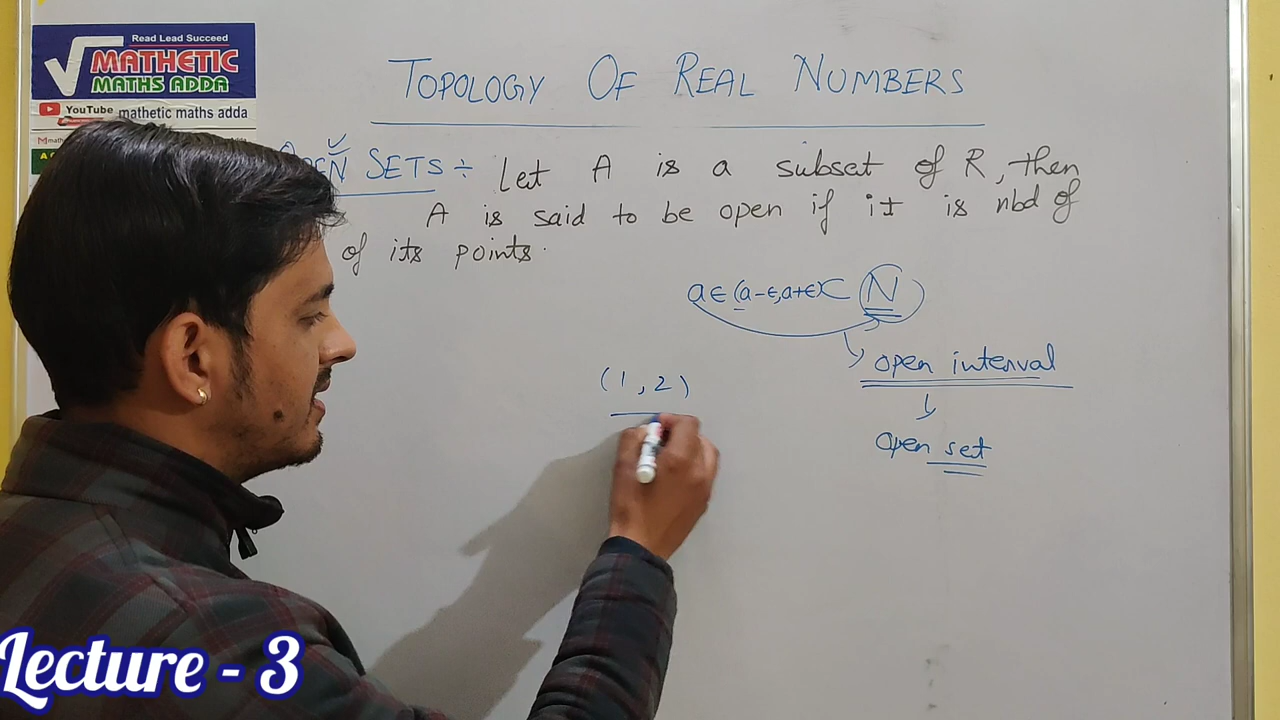 Read Lead Succeed
MATHETIC
MATHS ADDA
YouTube mathetic maths adda
TOPOLOGY OF REAL NUMBERS
OPEN SETS ÷ Let A is a subset of R, then
A is said to be open if it is nbd of
of its points.
a∈(a-ϵ,a+ϵ)⊂ N
open interval
(1,2)
open set
Lecture - 3